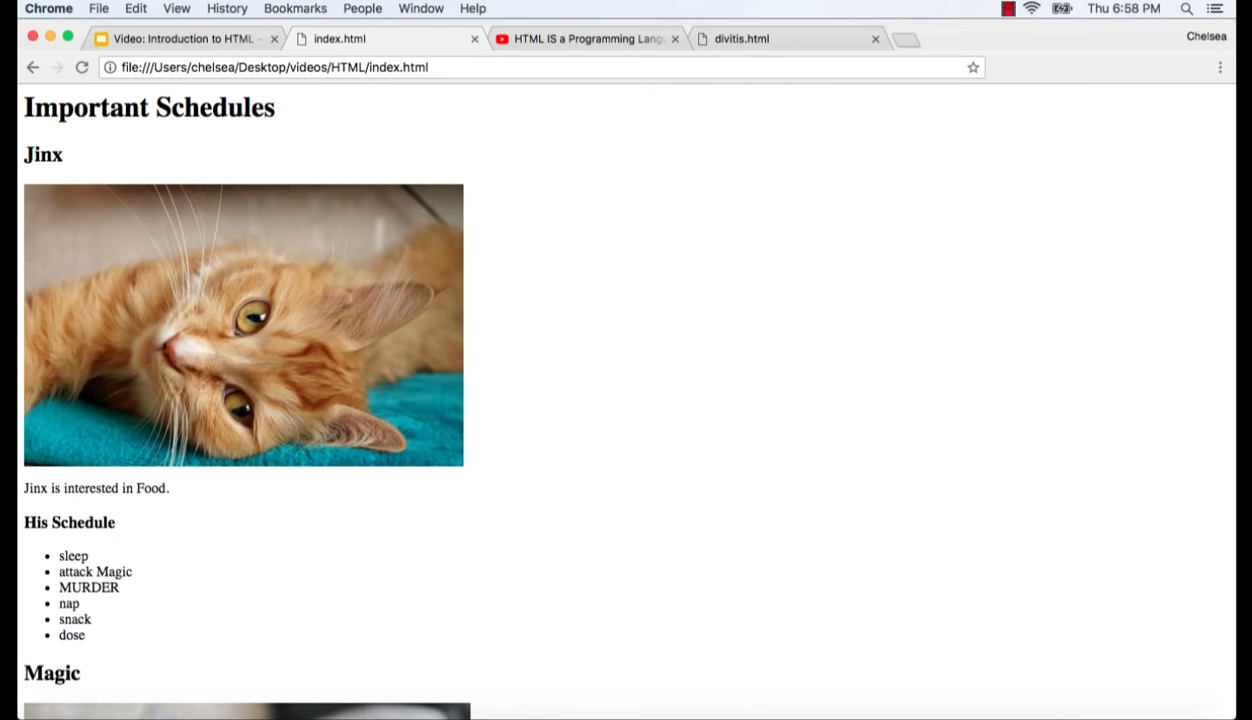 Chrome File Edit View History Bookmarks People Window Help Thu 6:58 PM
Video: Introduction to HTML - index.html HTML IS a Programming Lang divitis.html Chelsea
file:///Users/chelsea/Desktop/videos/HTML/index.html
Important Schedules
Jinx
Jinx is interested in Food.
His Schedule
• sleep
• attack Magic
• MURDER
• nap
• snack
• dose
Magic